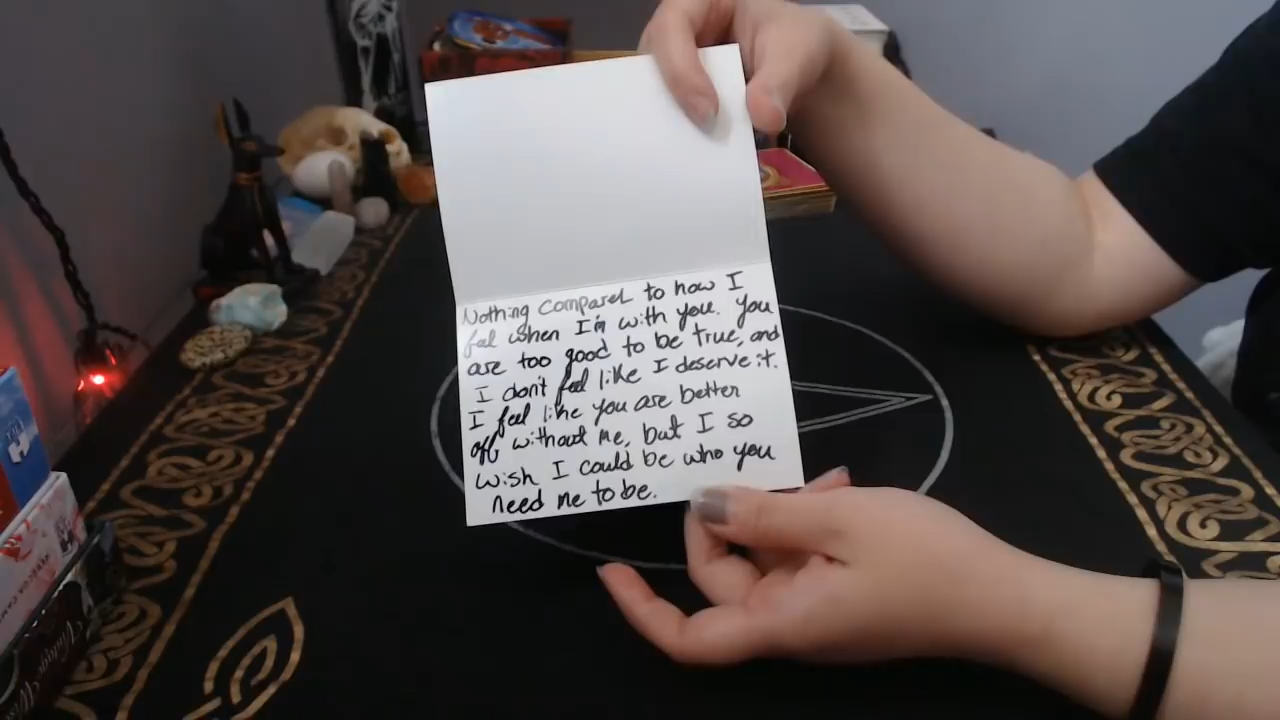 Nothing compared to how I
feel when I'm with you. You
are too good to be true, and
I don't feel like I deserve it.
I feel like you are better
off without me, but I so
wish I could be who you
need me to be.